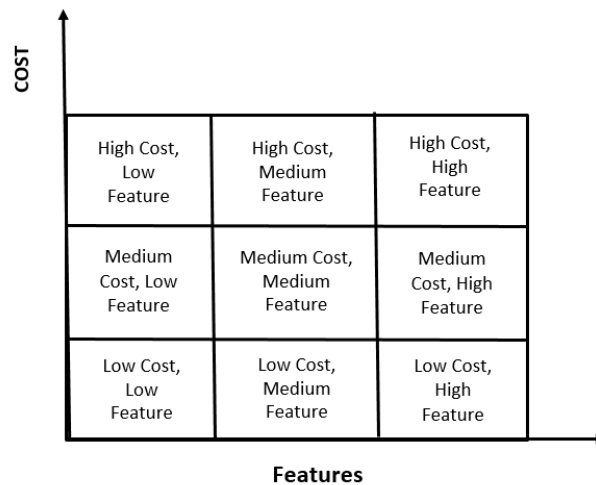 COST
High Cost,
Low
Feature
High Cost,
Medium
Feature
High Cost,
High
Feature
Medium
Cost, Low
Feature
Medium Cost,
Medium
Feature
Medium
Cost, High
Feature
Low Cost,
Low
Feature
Low Cost,
Medium
Feature
Low Cost,
High
Feature
Features